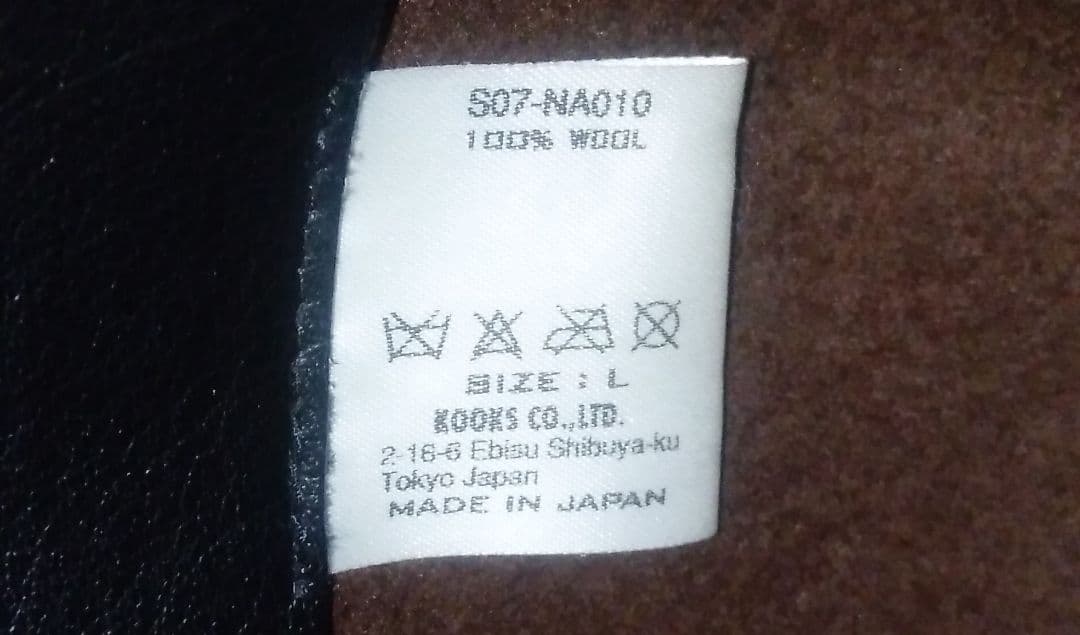 S07-NA010
100% WOOL
SIZE : L
KOOKS CO.,LTD.
2-16-6 Ebisu Shibuya-ku
Tokyo Japan
MADE IN JAPAN